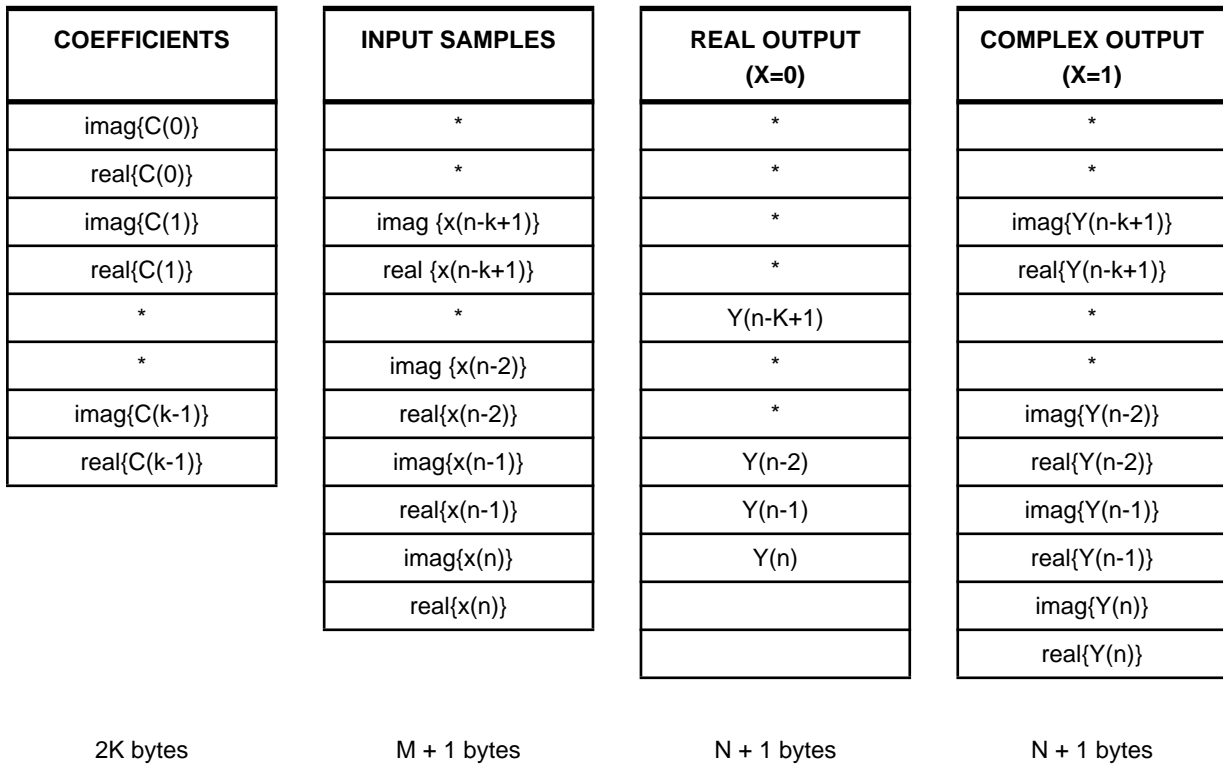 COEFFICIENTS
imag{C(0)}
real{C(0)}
imag{C(1)}
real{C(1)}
*
*
imag{C(k-1)}
real{C(k-1)}
2K bytes
INPUT SAMPLES
*
*
imag {x(n-k+1)}
real {x(n-k+1)}
*
imag {x(n-2)}
real{x(n-2)}
imag{x(n-1)}
real{x(n-1)}
imag{x(n)}
real{x(n)}
M + 1 bytes
REAL OUTPUT
(X=0)
*
*
*
*
Y(n-K+1)
*
*
Y(n-2)
Y(n-1)
Y(n)
N + 1 bytes
COMPLEX OUTPUT
(X=1)
*
*
imag{Y(n-k+1)}
real{Y(n-k+1)}
*
*
imag{Y(n-2)}
real{Y(n-2)}
imag{Y(n-1)}
real{Y(n-1)}
imag{Y(n)}
real{Y(n)}
N + 1 bytes